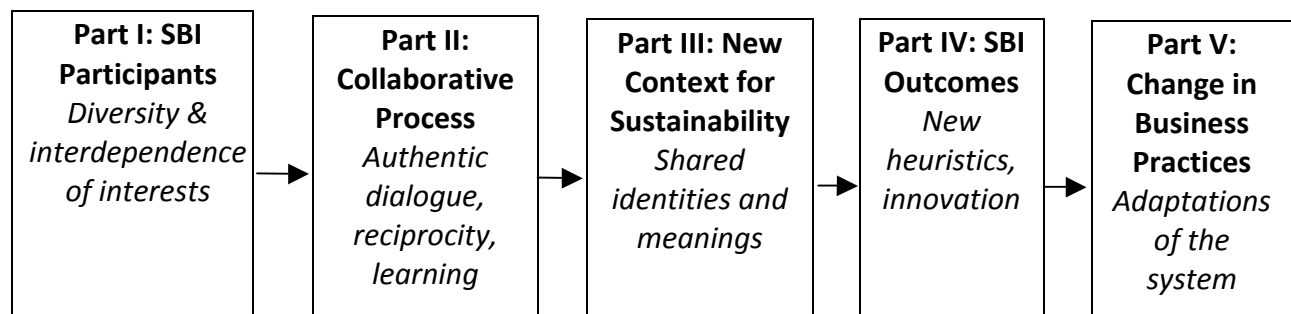 Part I: SBI
Participants
Diversity &
interdependence
of interests
Part II:
Collaborative
Process
Authentic
dialogue,
reciprocity,
learning
Part III: New
Context for
Sustainability
Shared
identities and
meanings
Part IV: SBI
Outcomes
New
heuristics,
innovation
Part V:
Change in
Business
Practices
Adaptations
of the
system